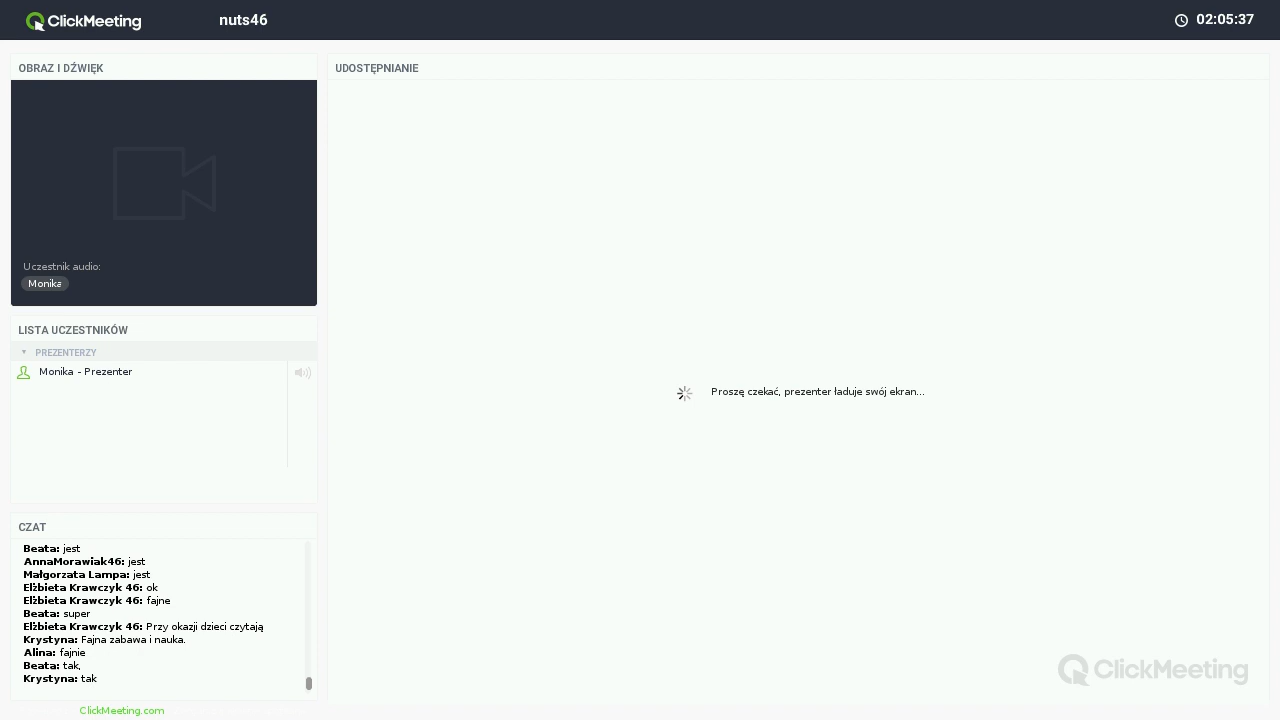 ClickMeeting
nuts46
02:05:37
OBRAZ I DŹWIĘK
Uczestnik audio:
Monika
LISTA UCZESTNIKÓW
PREZENTERZY
Monika - Prezenter
CZAT
Beata: jest
AnnaMorawiak46: jest
Małgorzata Lampa: jest
Elżbieta Krawczyk 46: ok
Elżbieta Krawczyk 46: fajne
Beata: super
Elżbieta Krawczyk 46: Przy okazji dzieci czytają
Krystyna: Fajna zabawa i nauka.
Alina: fajnie
Beata: tak,
Krystyna: tak
ClickMeeting.com
UDOSTĘPNIANIE
Proszę czekać, prezenter ładuje swój ekran...
ClickMeeting